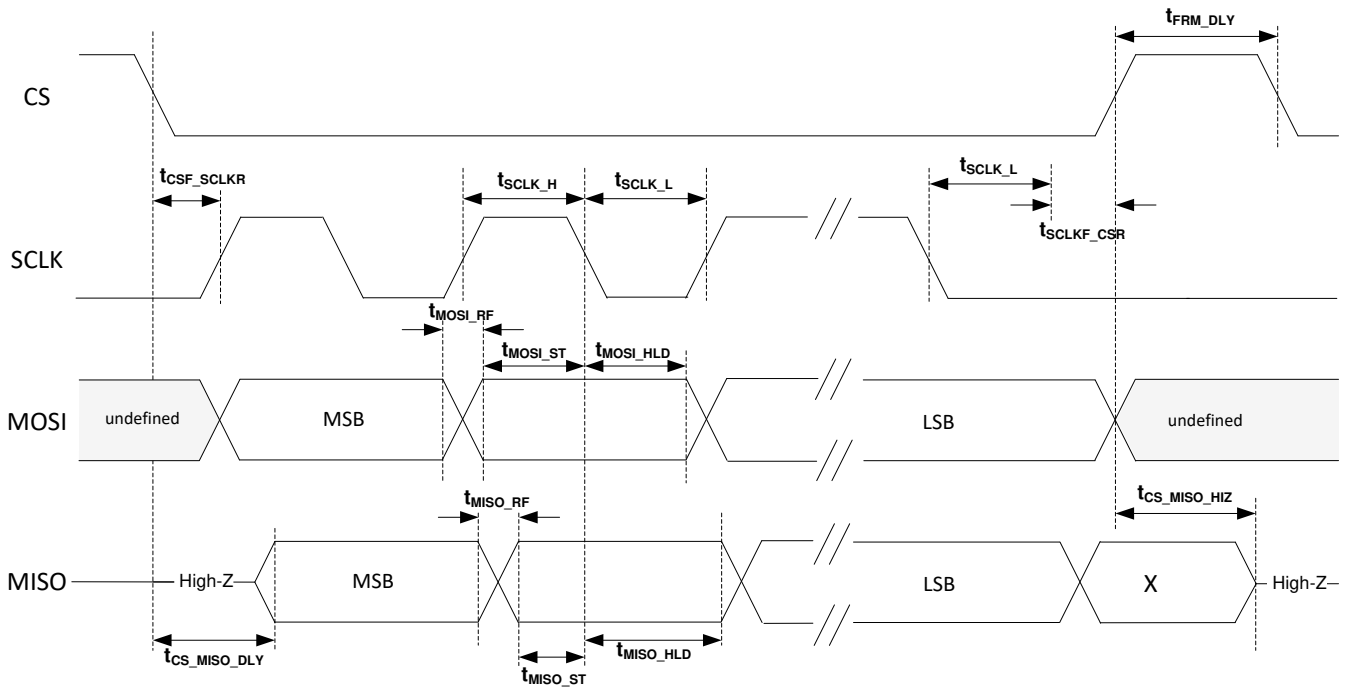 tFRM_DLY
CS
tCSF_SCLKR
tSCLK_H
tSCLK_L
tSCLK_L
tSCLKF_CSR
SCLK
tMOSI_RF
tMOSI_ST
tMOSI_HLD
MOSI
undefined
MSB
LSB
undefined
tMISO_RF
tCS_MISO_HIZ
MISO
High-Z
MSB
LSB
X
High-Z
tCS_MISO_DLY
tMISO_ST
tMISO_HLD